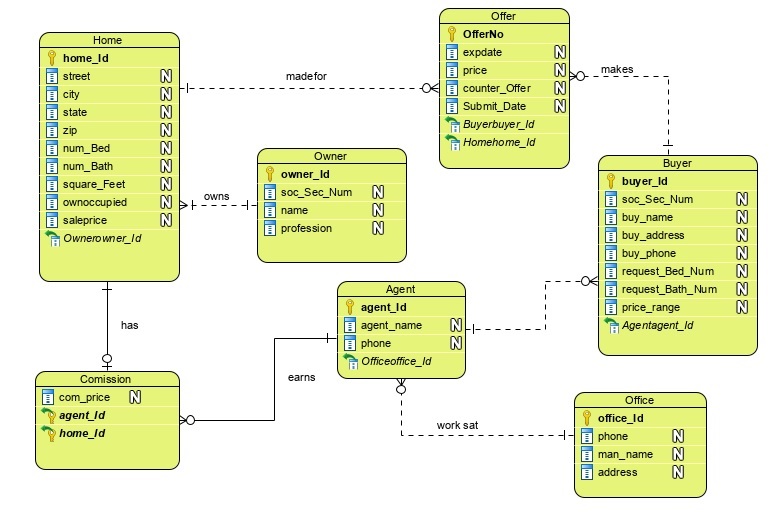 Home
home_Id
street N
city N
state N
zip N
num_Bed N
num_Bath N
square_Feet N
ownoccupied N
saleprice N
Ownerowner_Id
madefor
Offer
OfferNo
expdate N
price N
counter_Offer N
Submit_Date N
Buyerbuyer_Id
Homehome_Id
makes
owns
Owner
owner_Id
soc_Sec_Num N
name N
profession N
Buyer
buyer_Id
soc_Sec_Num N
buy_name N
buy_address N
buy_phone N
request_Bed_Num N
request_Bath_Num N
price_range N
Agentagent_Id
Agent
agent_Id
agent_name N
phone N
Officeoffice_Id
has
earns
Comission
com_price N
agent_Id
home_Id
work sat
Office
office_Id
phone N
man_name N
address N